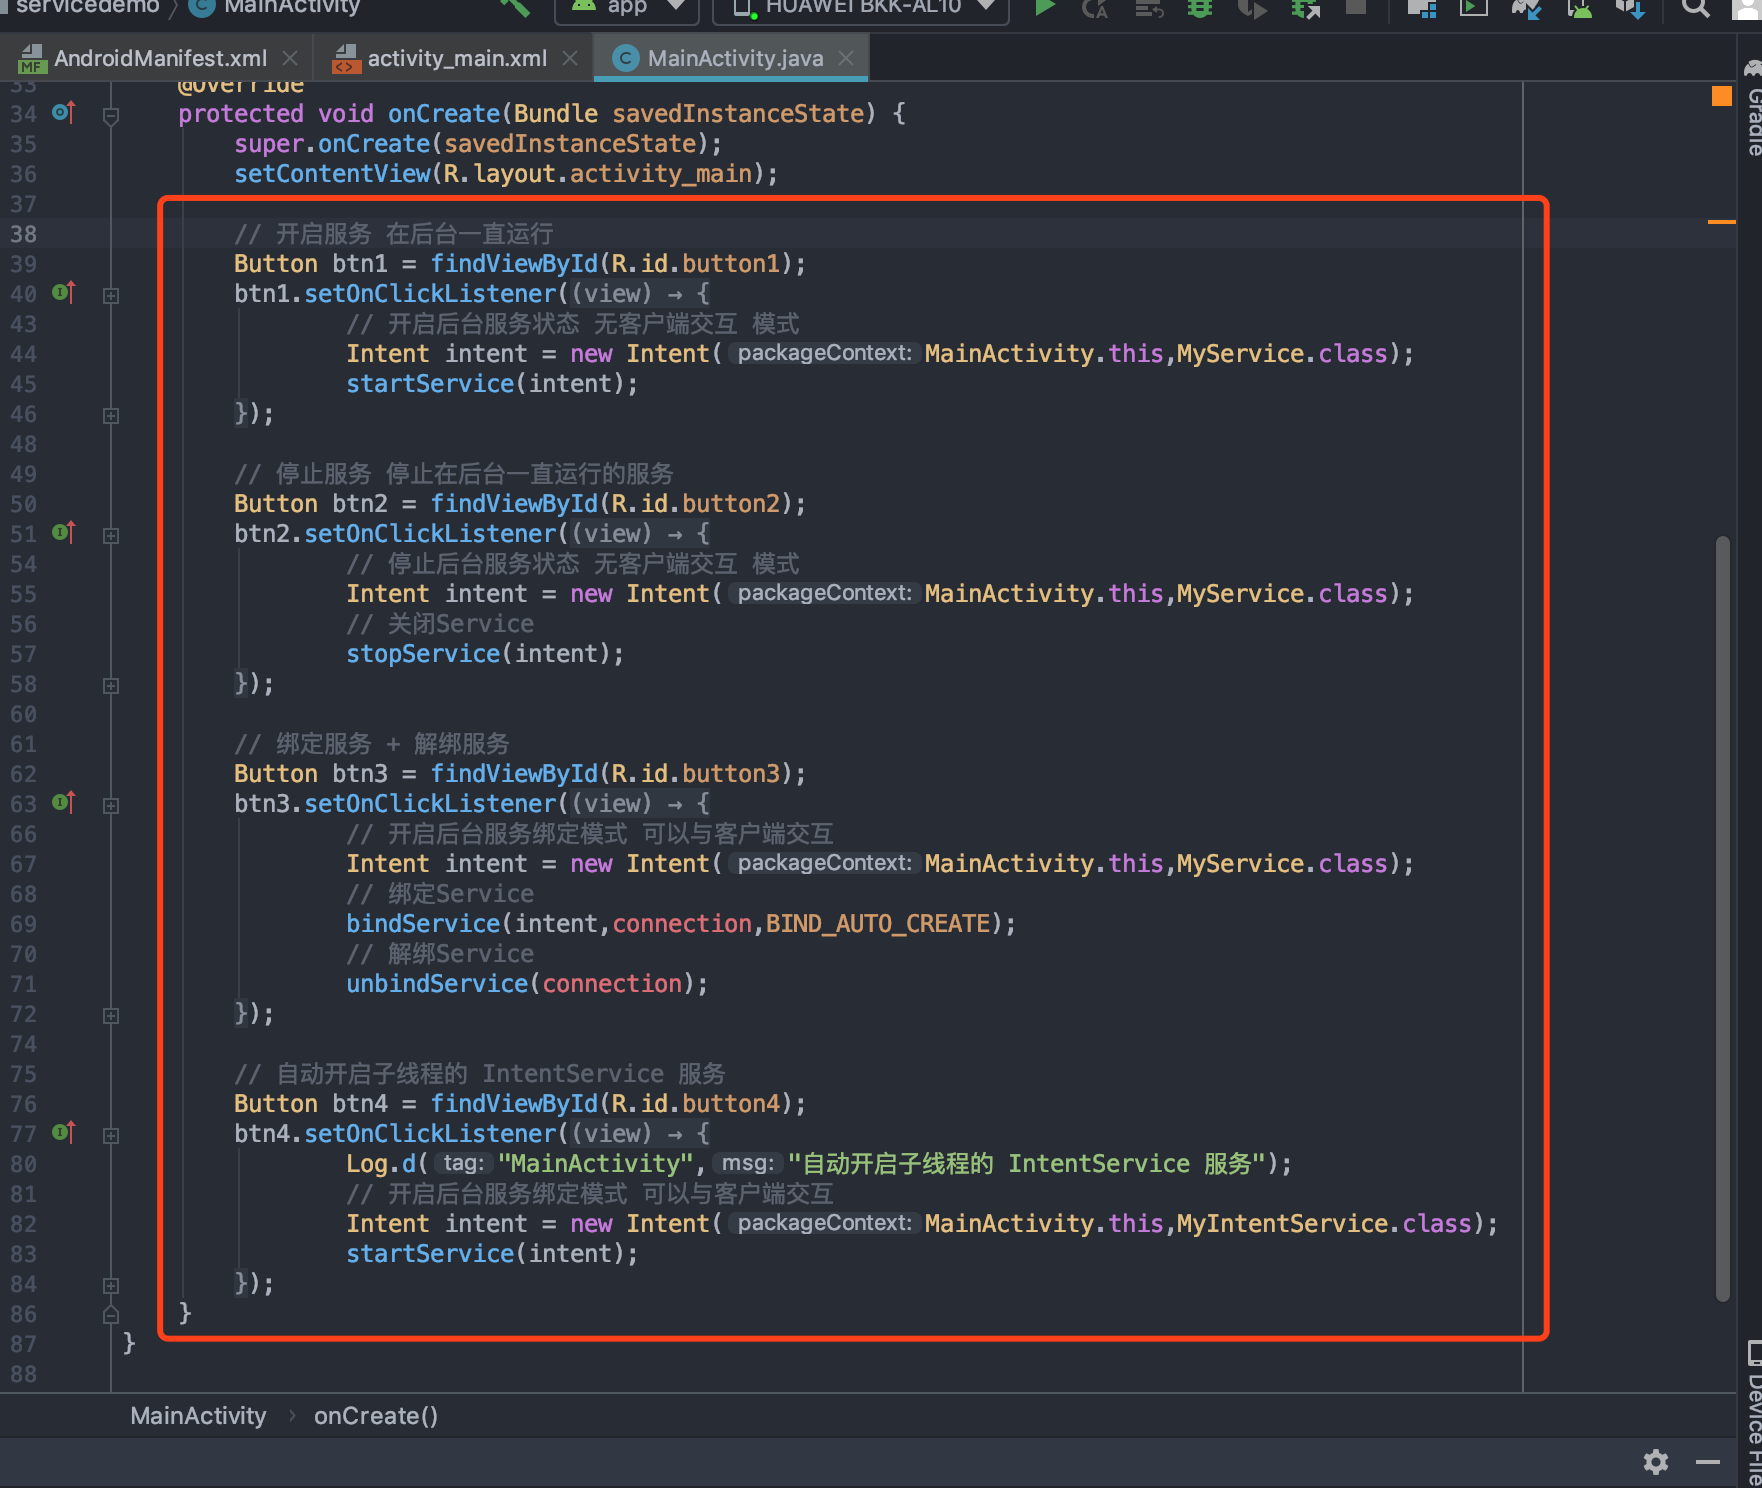 servicedemo MainActivity app HUAWEI BKK-AL10
AndroidManifest.xml activity_main.xml MainActivity.java
33 @Override
34 protected void onCreate(Bundle savedInstanceState) {
35 super.onCreate(savedInstanceState);
36 setContentView(R.layout.activity_main);
37
38 // 开启服务 在后台一直运行
39 Button btn1 = findViewById(R.id.button1);
40 btn1.setOnClickListener((view) → {
43 // 开启后台服务状态 无客户端交互 模式
44 Intent intent = new Intent( packageContext: MainActivity.this,MyService.class);
45 startService(intent);
46 });
48
49 // 停止服务 停止在后台一直运行的服务
50 Button btn2 = findViewById(R.id.button2);
51 btn2.setOnClickListener((view) → {
54 // 停止后台服务状态 无客户端交互 模式
55 Intent intent = new Intent( packageContext: MainActivity.this,MyService.class);
56 // 关闭Service
57 stopService(intent);
58 });
60
61 // 绑定服务 + 解绑服务
62 Button btn3 = findViewById(R.id.button3);
63 btn3.setOnClickListener((view) → {
66 // 开启后台服务绑定模式 可以与客户端交互
67 Intent intent = new Intent( packageContext: MainActivity.this,MyService.class);
68 // 绑定Service
69 bindService(intent,connection,BIND_AUTO_CREATE);
70 // 解绑Service
71 unbindService(connection);
72 });
74
75 // 自动开启子线程的 IntentService 服务
76 Button btn4 = findViewById(R.id.button4);
77 btn4.setOnClickListener((view) → {
80 Log.d( tag: "MainActivity", msg: "自动开启子线程的 IntentService 服务");
81 // 开启后台服务绑定模式 可以与客户端交互
82 Intent intent = new Intent( packageContext: MainActivity.this,MyIntentService.class);
83 startService(intent);
84 });
86 }
87 }
88
MainActivity › onCreate()
Gradle
Device File